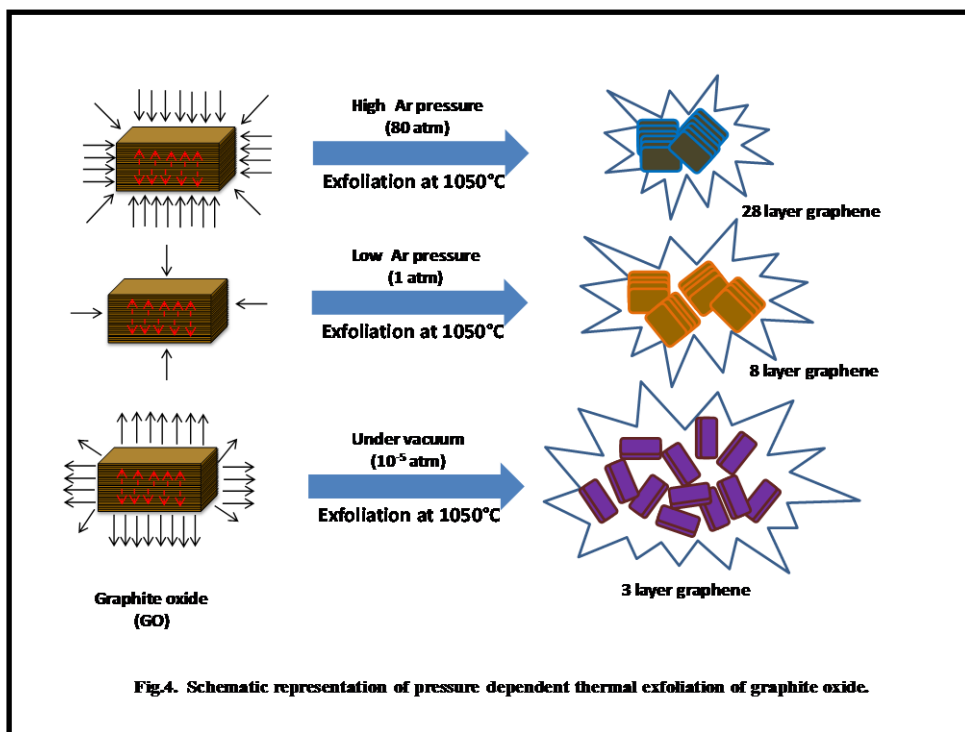 High Ar pressure
(80 atm)
Exfoliation at 1050°C
28 layer graphene
Low Ar pressure
(1 atm)
Exfoliation at 1050°C
8 layer graphene
Under vacuum
(10⁻⁵ atm)
Exfoliation at 1050°C
3 layer graphene
Graphite oxide
(GO)
Fig.4. Schematic representation of pressure dependent thermal exfoliation of graphite oxide.